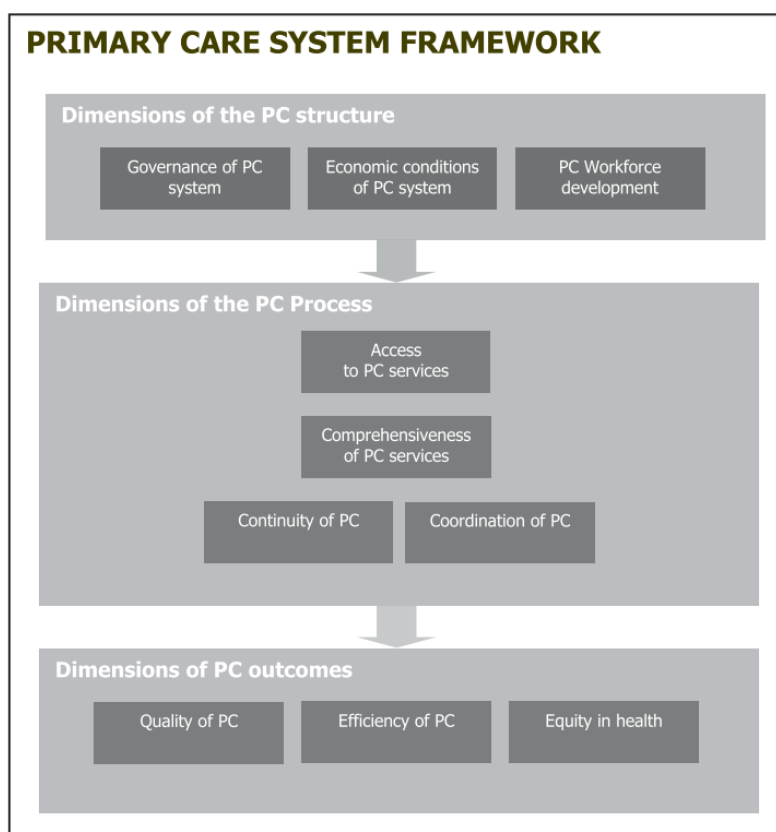 PRIMARY CARE SYSTEM FRAMEWORK
Dimensions of the PC structure
Governance of PC
system
Economic conditions
of PC system
PC Workforce
development
Dimensions of the PC Process
Access
to PC services
Comprehensiveness
of PC services
Continuity of PC
Coordination of PC
Dimensions of PC outcomes
Quality of PC
Efficiency of PC
Equity in health